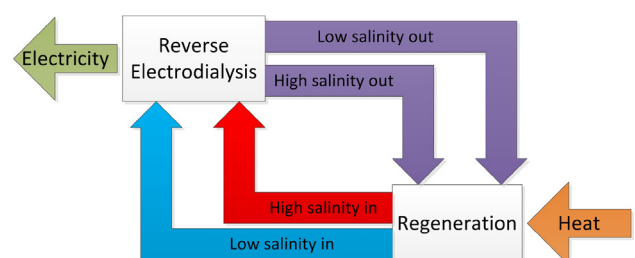 Low salinity out
Reverse
Electrodialysis
Electricity
High salinity out
High salinity in
Regeneration
Heat
Low salinity in